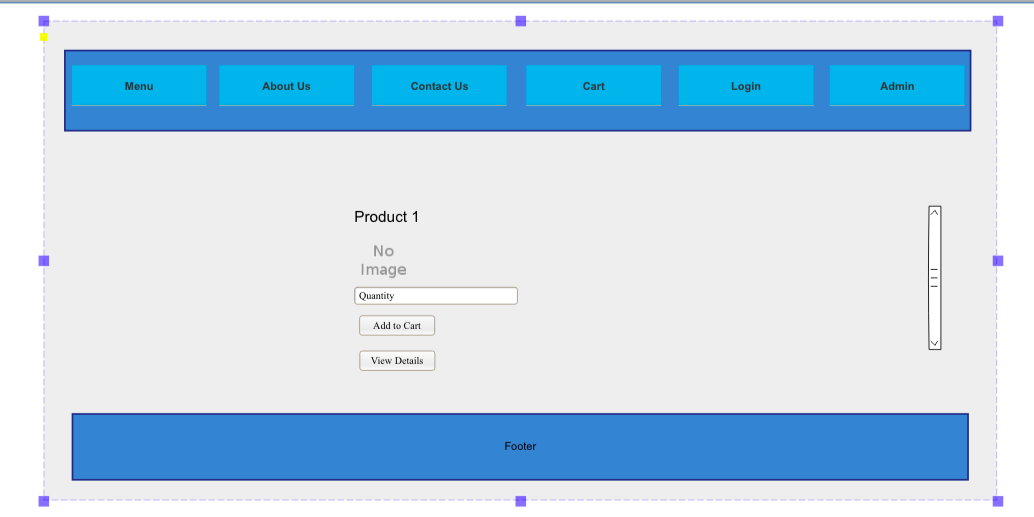 Menu
About Us
Contact Us
Cart
Login
Admin
Product 1
No
Image
Quantity
Add to Cart
View Details
Footer